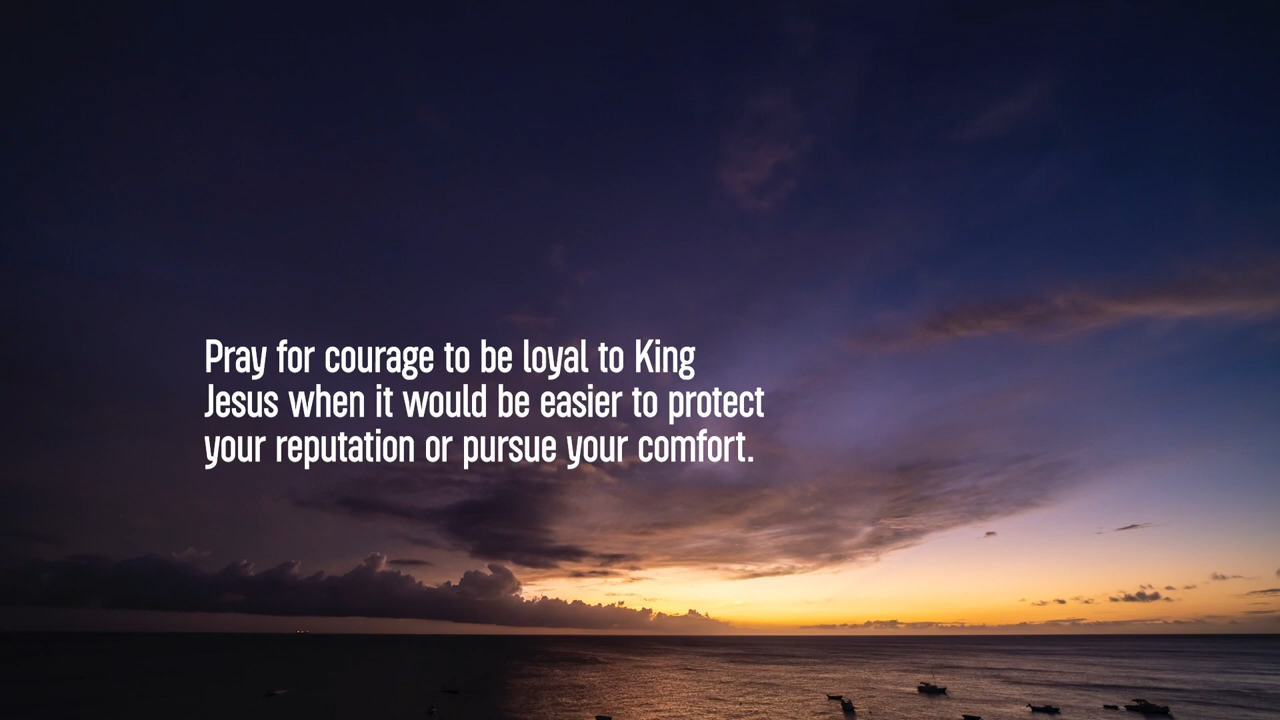 Pray for courage to be loyal to King
Jesus when it would be easier to protect
your reputation or pursue your comfort.